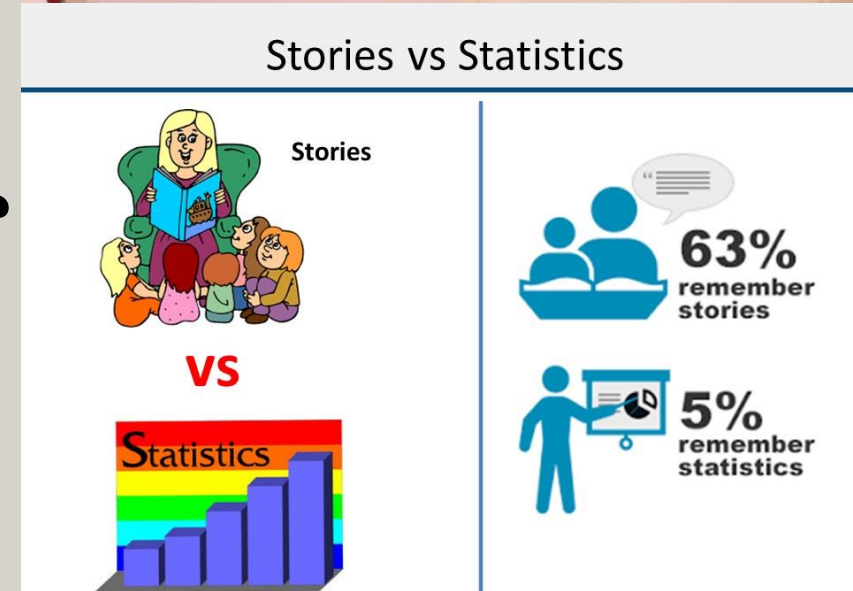 Stories vs Statistics
Stories
vs
Statistics
63%
remember
stories
5%
remember
statistics